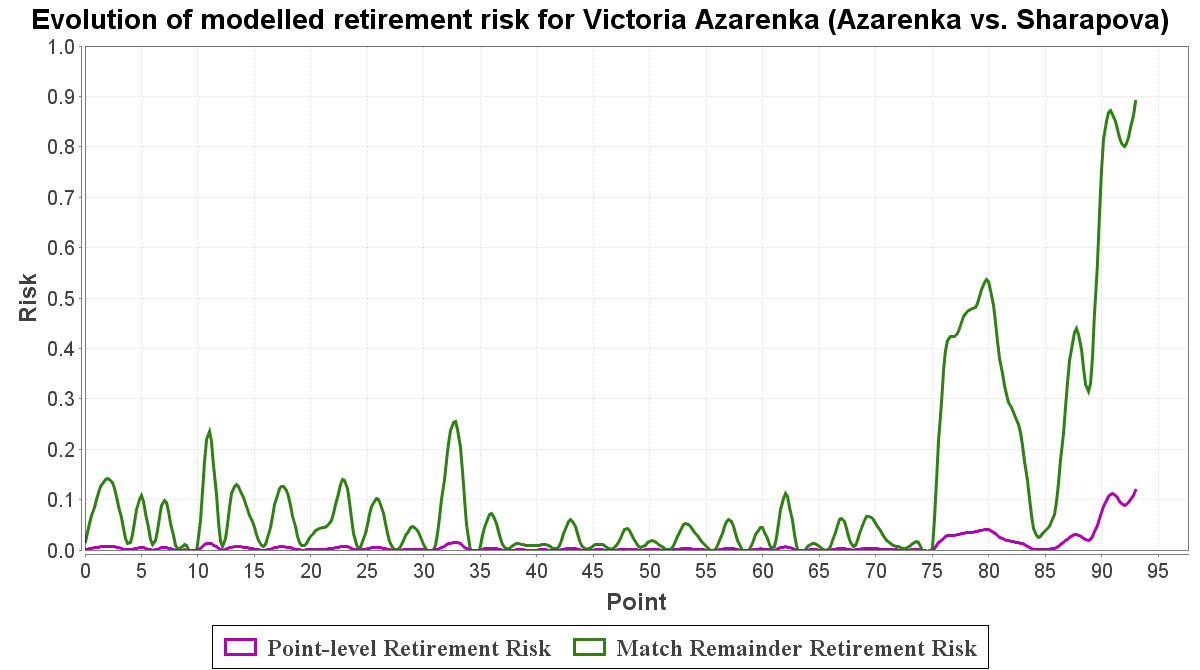 Evolution of modelled retirement risk for Victoria Azarenka (Azarenka vs. Sharapova)
1.0
0.9
0.8
0.7
0.6
0.5
0.4
0.3
0.2
0.1
0.0
Risk
0 5 10 15 20 25 30 35 40 45 50 55 60 65 70 75 80 85 90 95
Point
Point-level Retirement Risk Match Remainder Retirement Risk